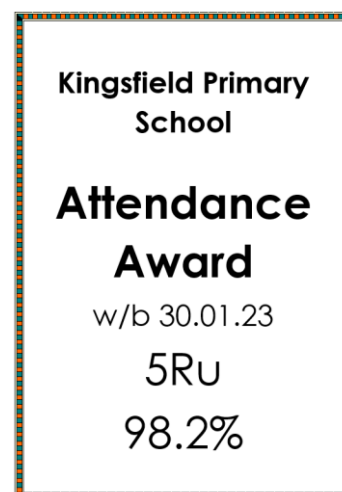 Kingsfield Primary
School
Attendance
Award
w/b 30.01.23
5Ru
98.2%